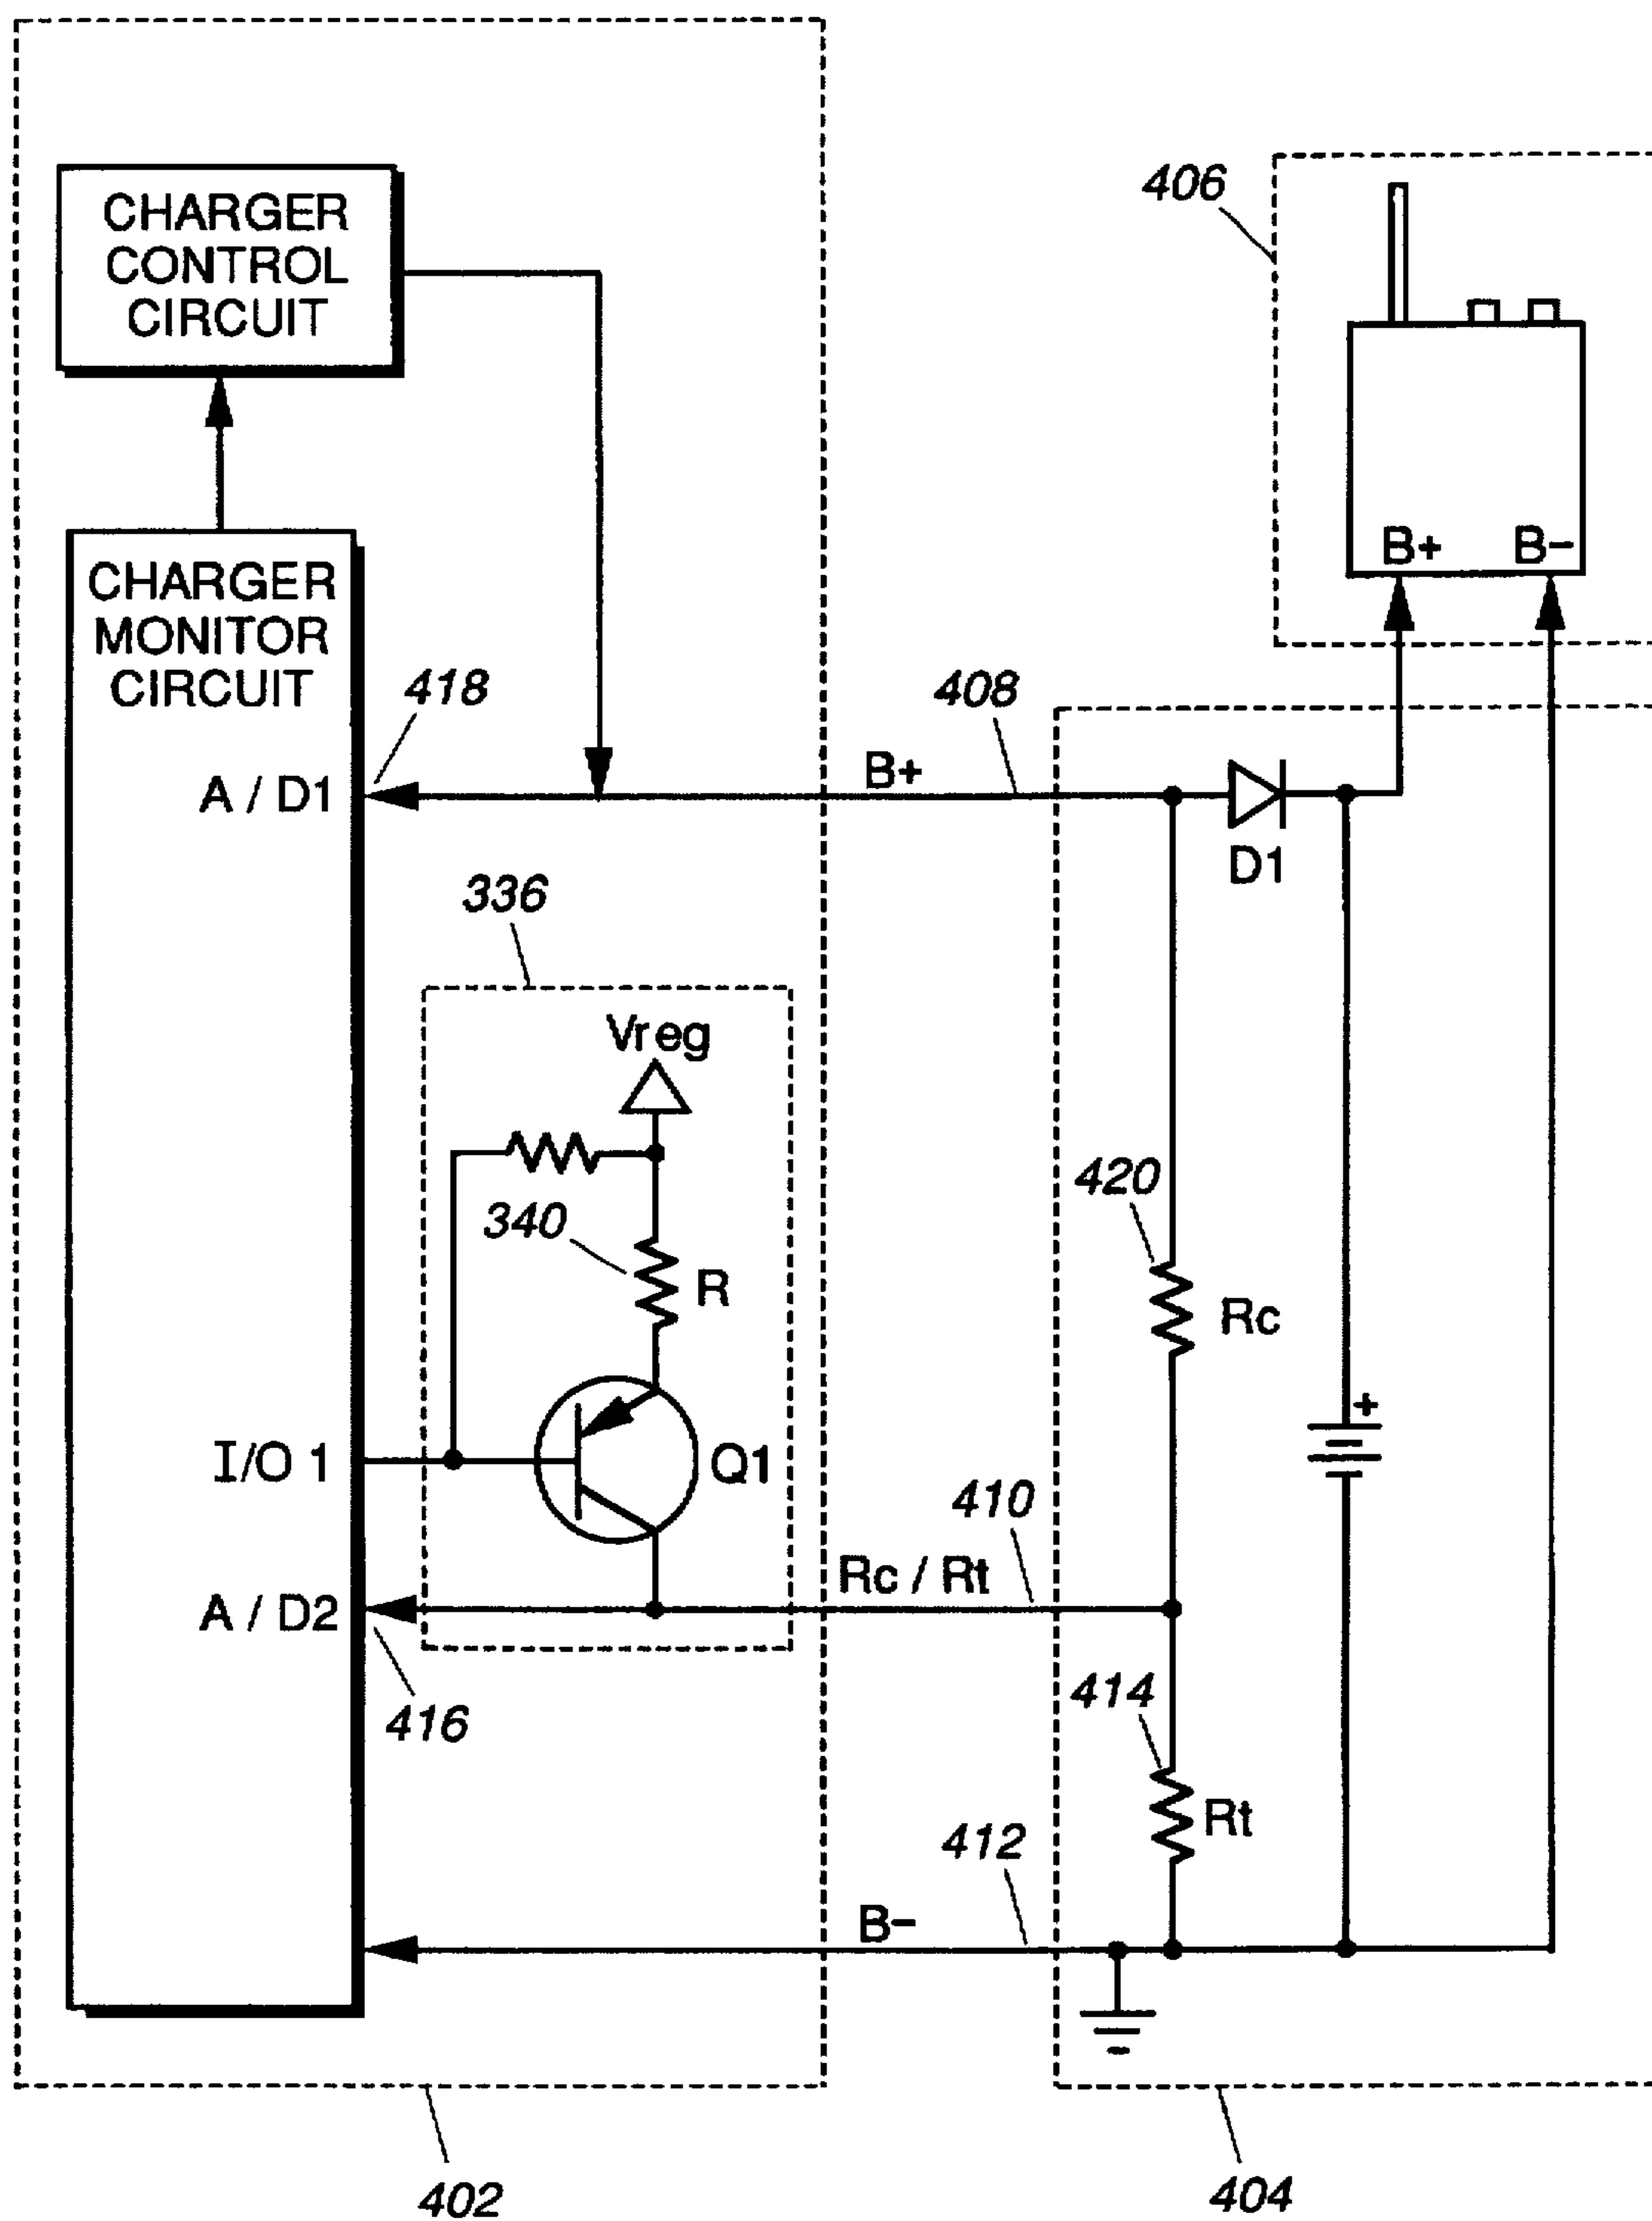 CHARGER
CONTROL
CIRCUIT
406
B+ B−
CHARGER
MONITOR
CIRCUIT
418
408
A / D1
B+
D1
336
Vreg
420
340
R
Rc
+
I/O 1
Q1
410
Rc / Rt
A / D2
416
414
Rt
412
B−
402
404